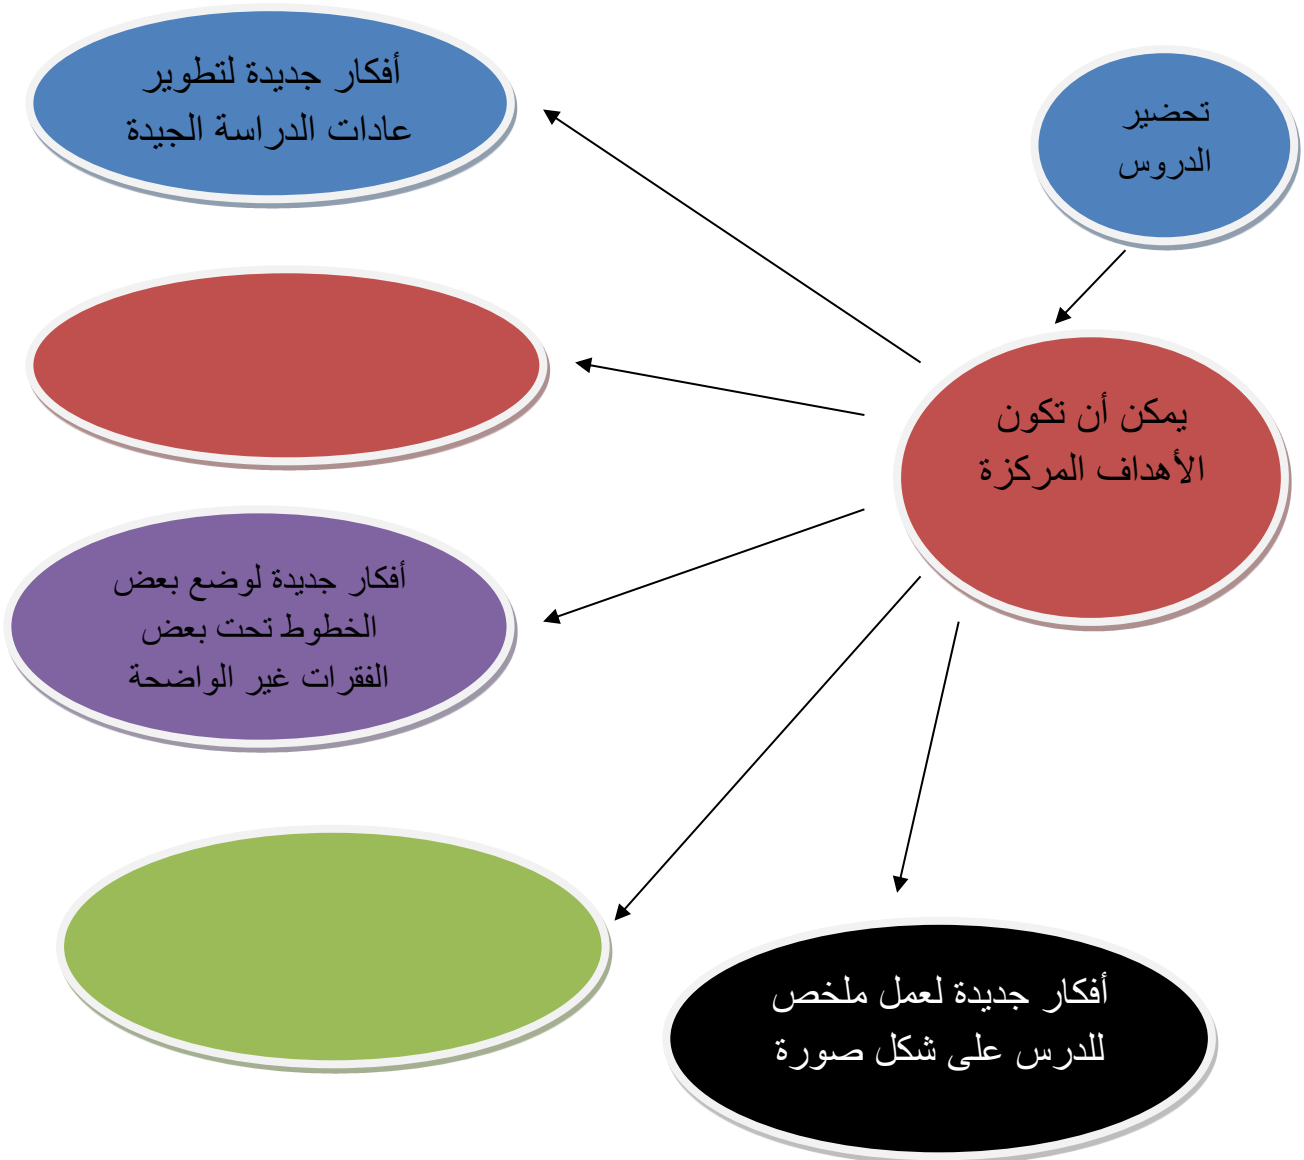 تحضير
الدروس
يمكن أن تكون
الأهداف المركزة
أفكار جديدة لتطوير
عادات الدراسة الجيدة
أفكار جديدة لوضع بعض
الخطوط تحت بعض
الفقرات غير الواضحة
أفكار جديدة لعمل ملخص
للدرس على شكل صورة